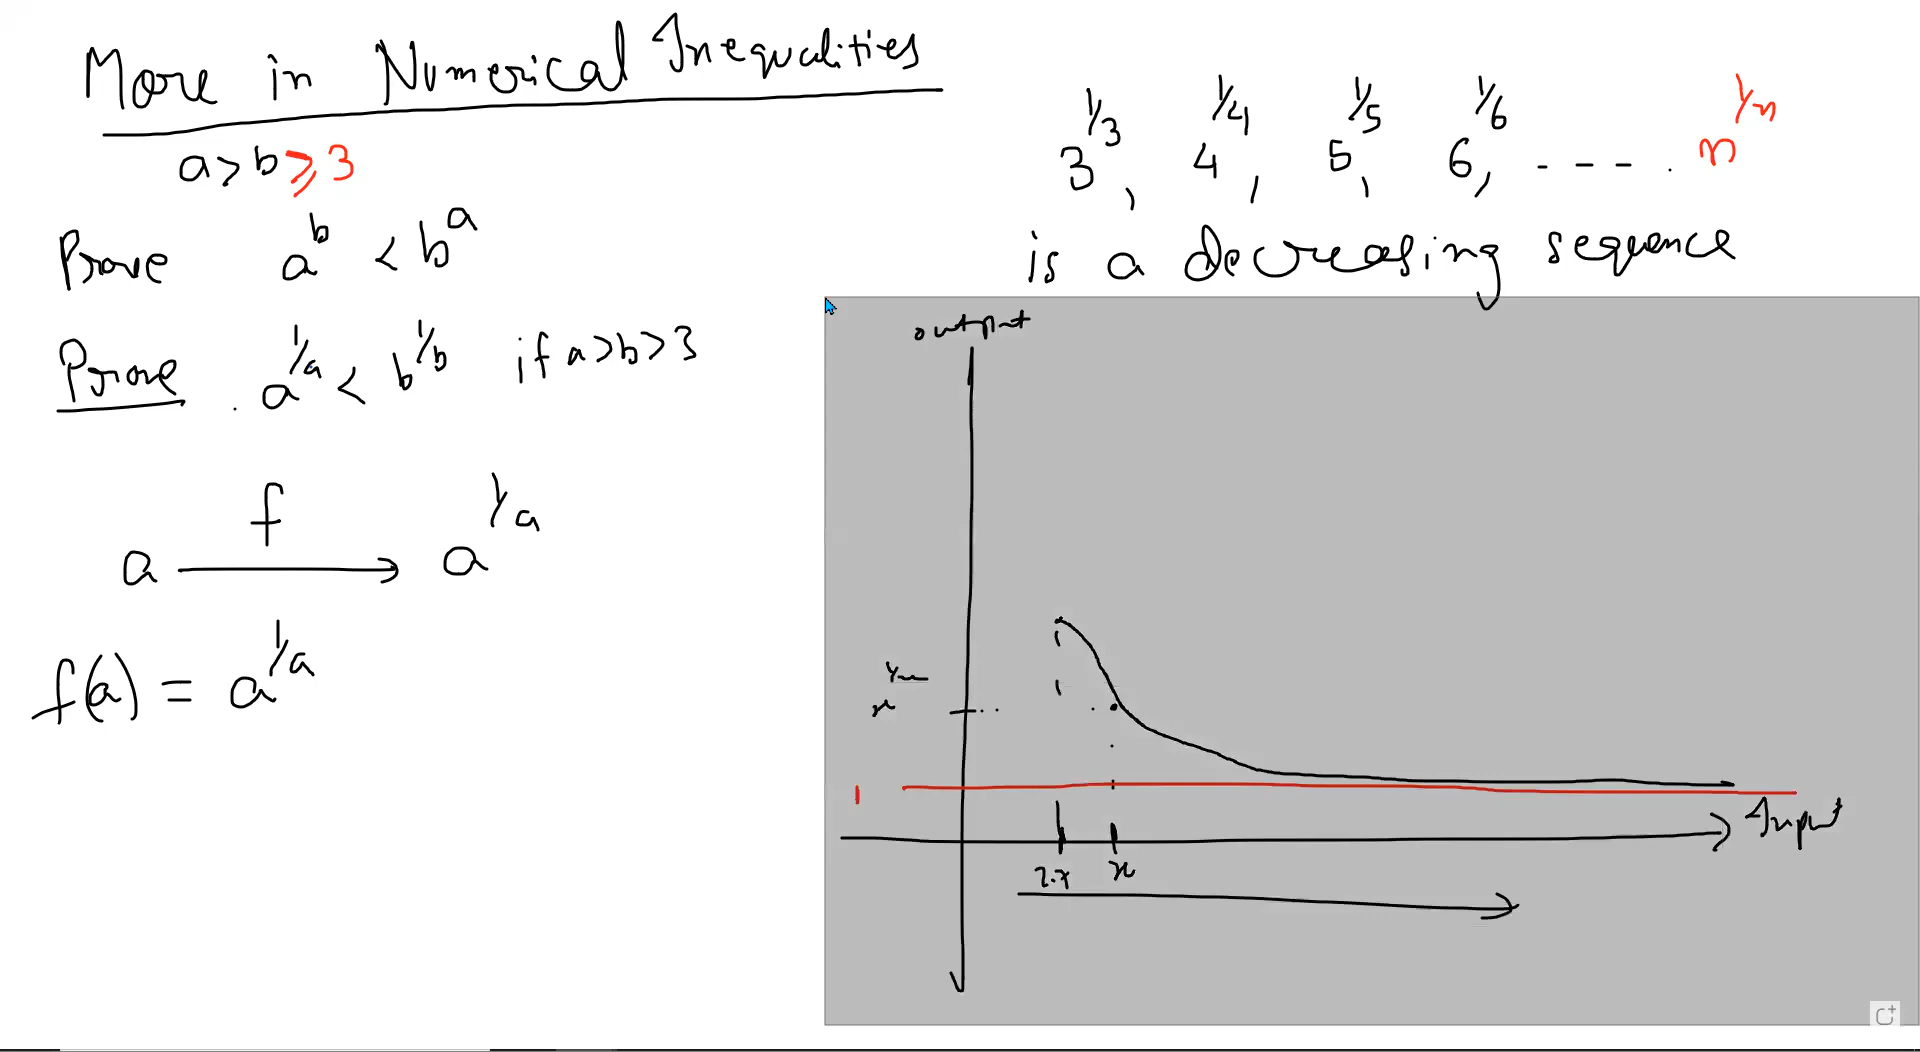 More in Numerical Inequalities
a > b ≥ 3
Prove a^b < b^a
Prove . a^1/a < b^1/b if a > b > 3
f
a → a^1/a
f(a) = a^1/a
3^1/3, 4^1/4, 5^1/5, 6^1/6, - - - - . n^1/n
is a decreasing sequence
output
x^1/x
1
Input
2.7 x